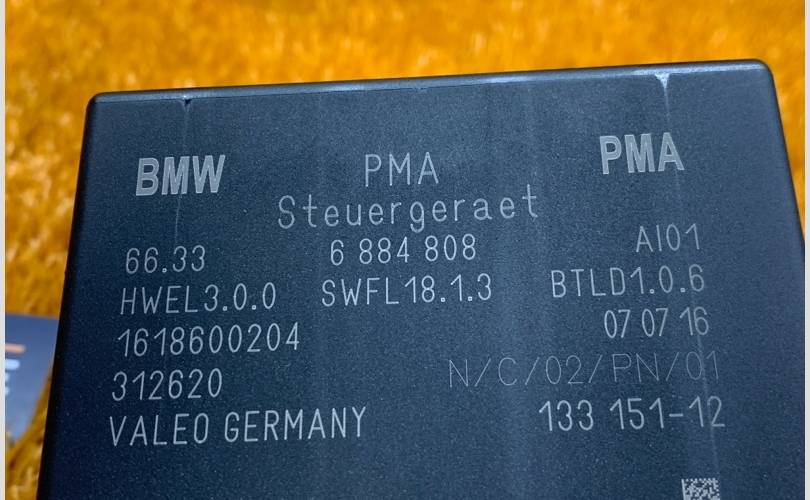 BMW PMA PMA
Steuergeraet
66.33 6 884 808 AI01
HWEL3.0.0 SWFL18.1.3 BTLD1.0.6
1618600204 07 07 16
312620 N/C/02/PN/01
VALEO GERMANY 133 151-12